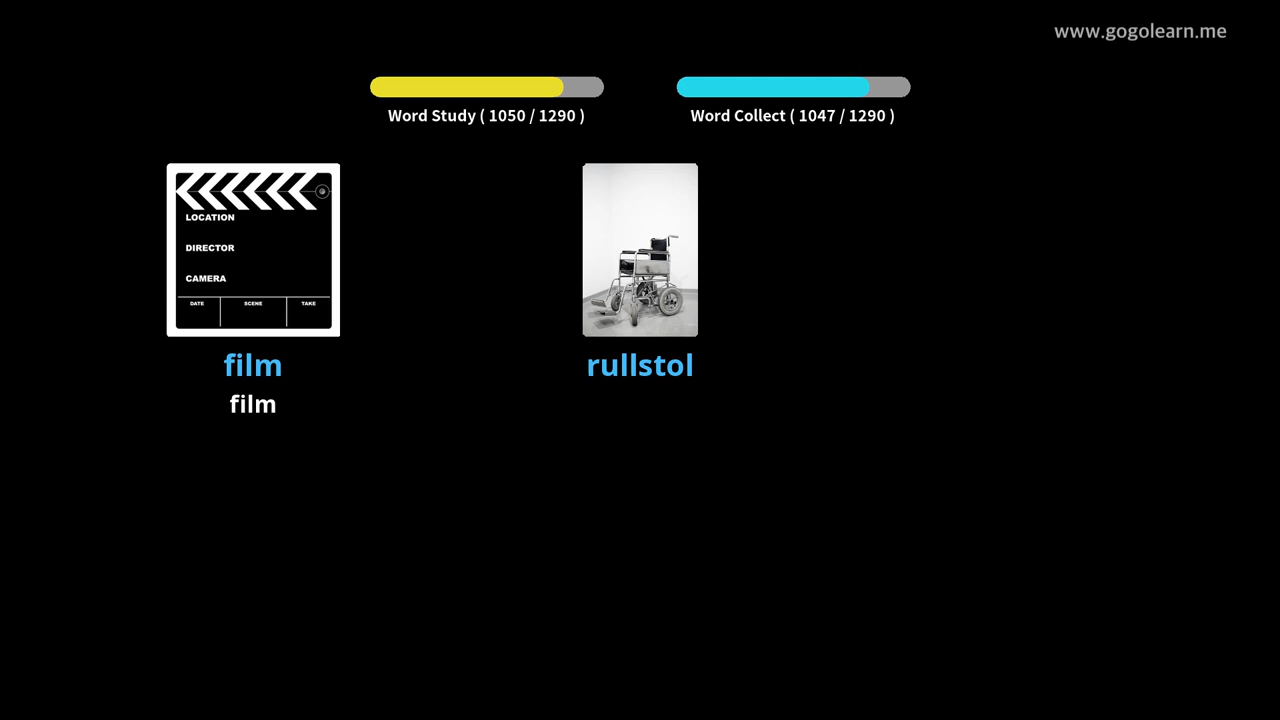 www.gogolearn.me
Word Study ( 1050 / 1290 )
Word Collect ( 1047 / 1290 )
LOCATION
DIRECTOR
CAMERA
DATE SCENE TAKE
film
rullstol
film